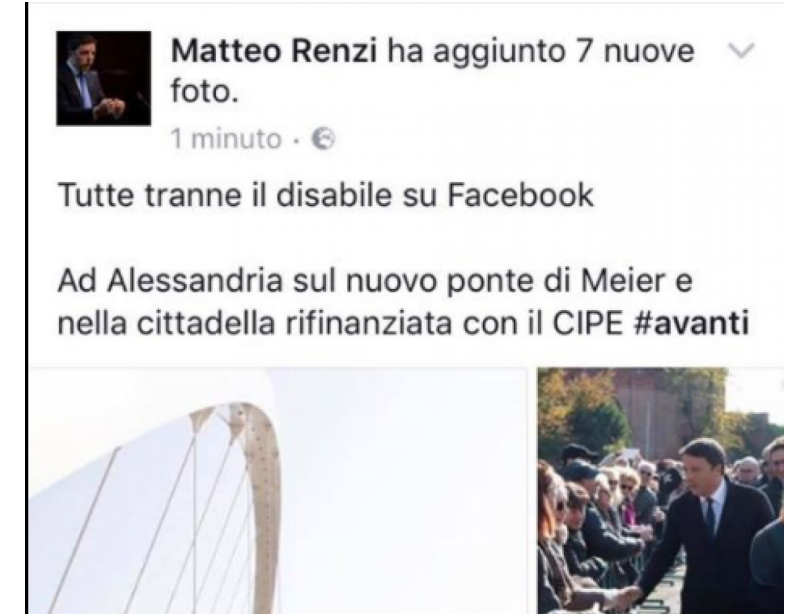 Matteo Renzi ha aggiunto 7 nuove
foto.
1 minuto ·
Tutte tranne il disabile su Facebook
Ad Alessandria sul nuovo ponte di Meier e
nella cittadella rifinanziata con il CIPE #avanti